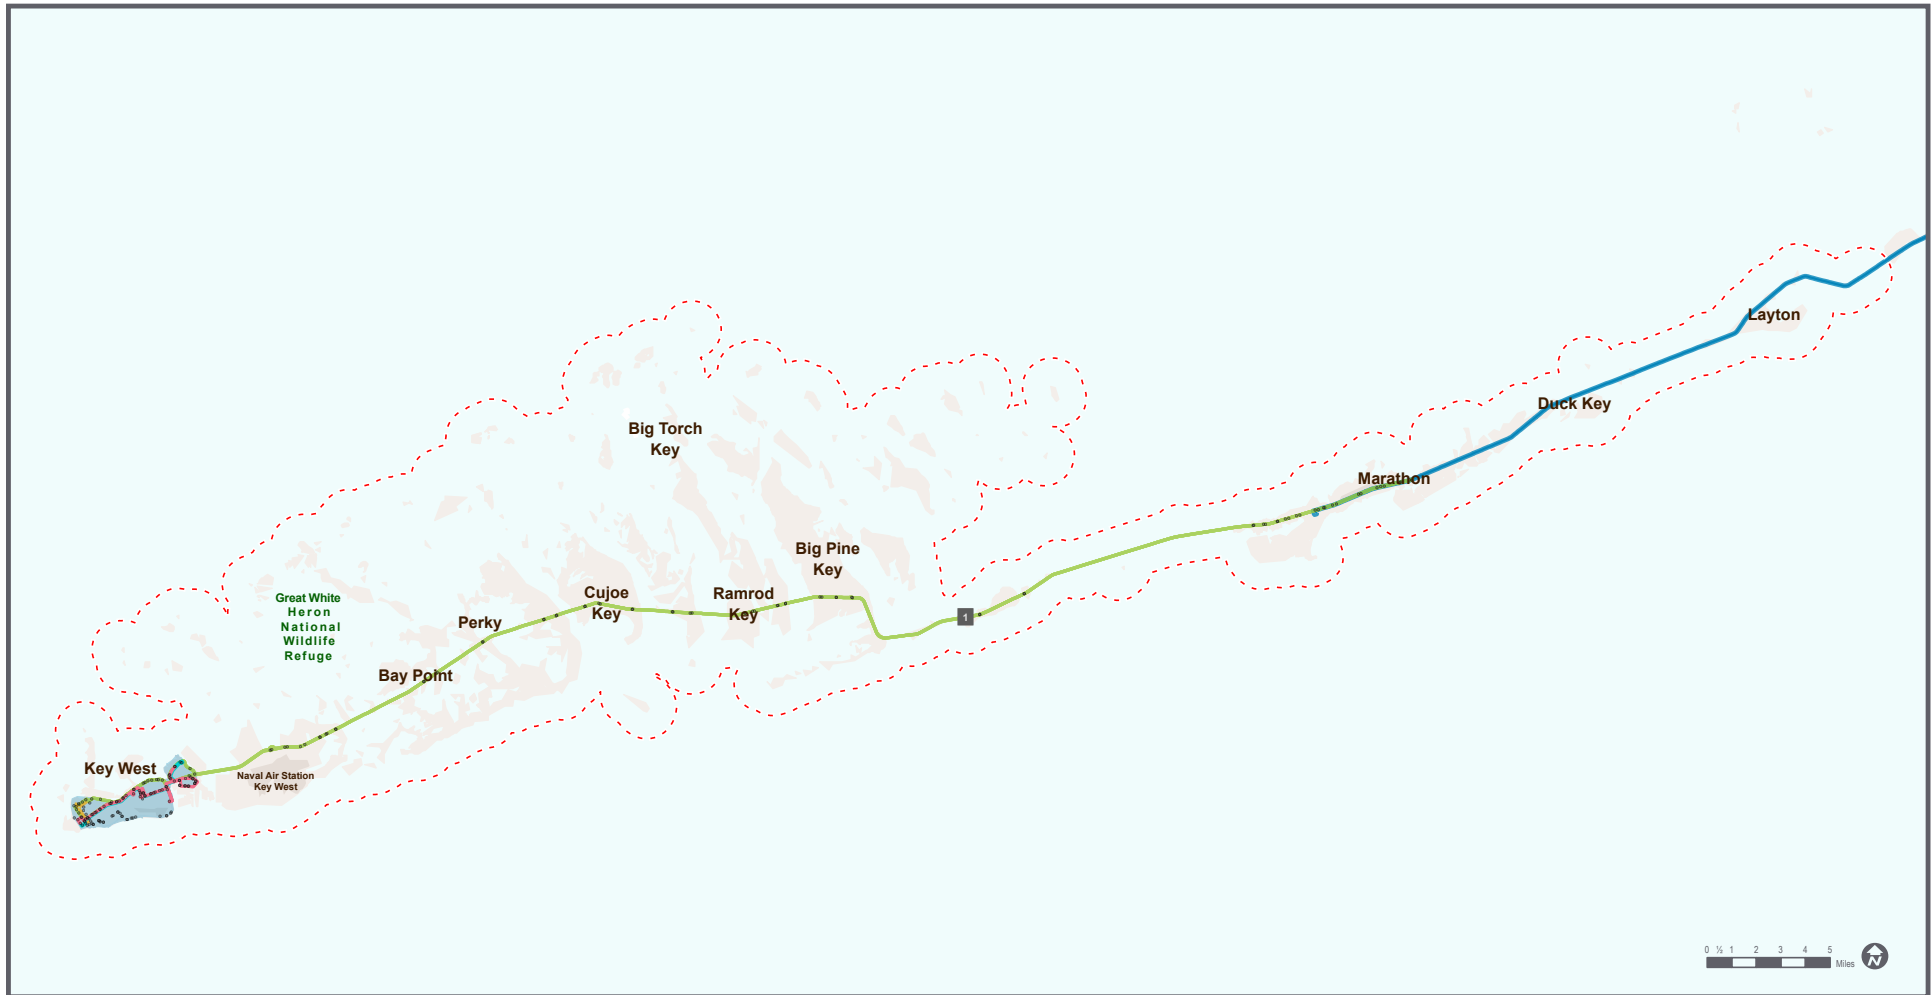 Layton
Duck Key
Big Torch
Key
Marathon
Big Pine
Key
Cujoe
Key
Ramrod
Key
Great White
Heron
National
Wildlife
Refuge
Perky
1
Bay Point
Key West
Naval Air Station
Key West
0 ½ 1 2 3 4 5
Miles
N